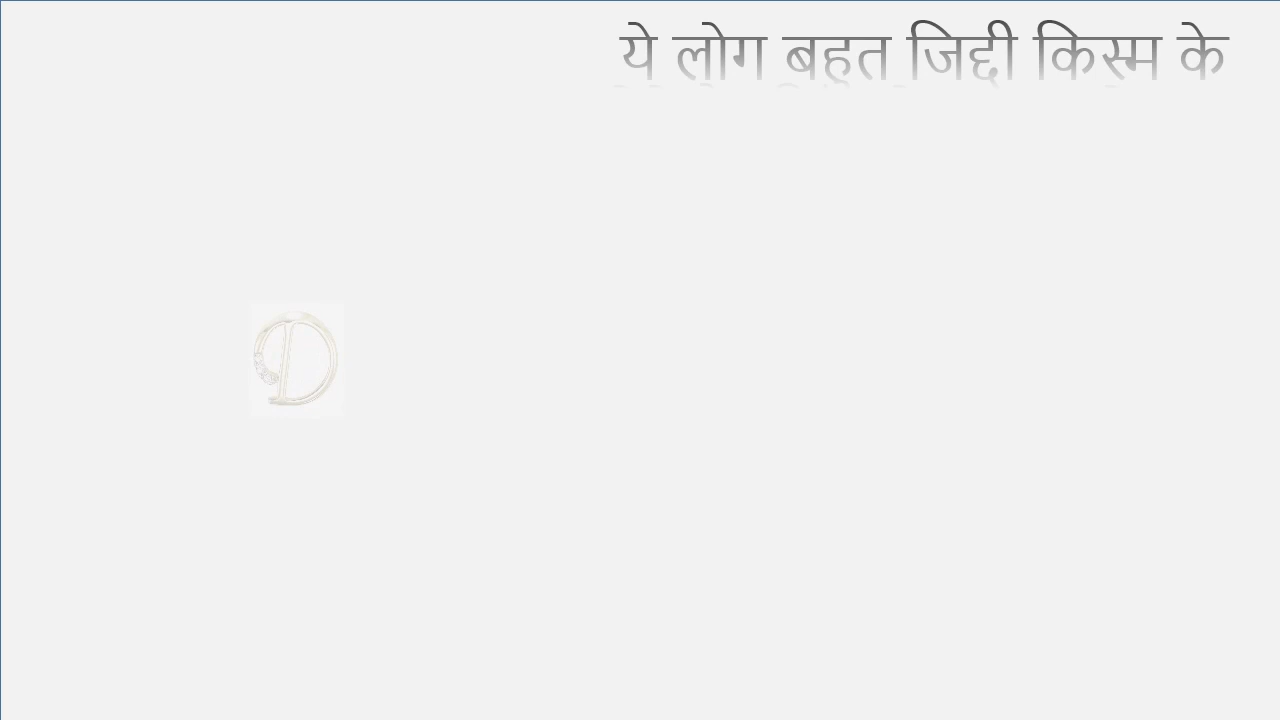 ये लोग बहुत जिद्दी किस्म के
D